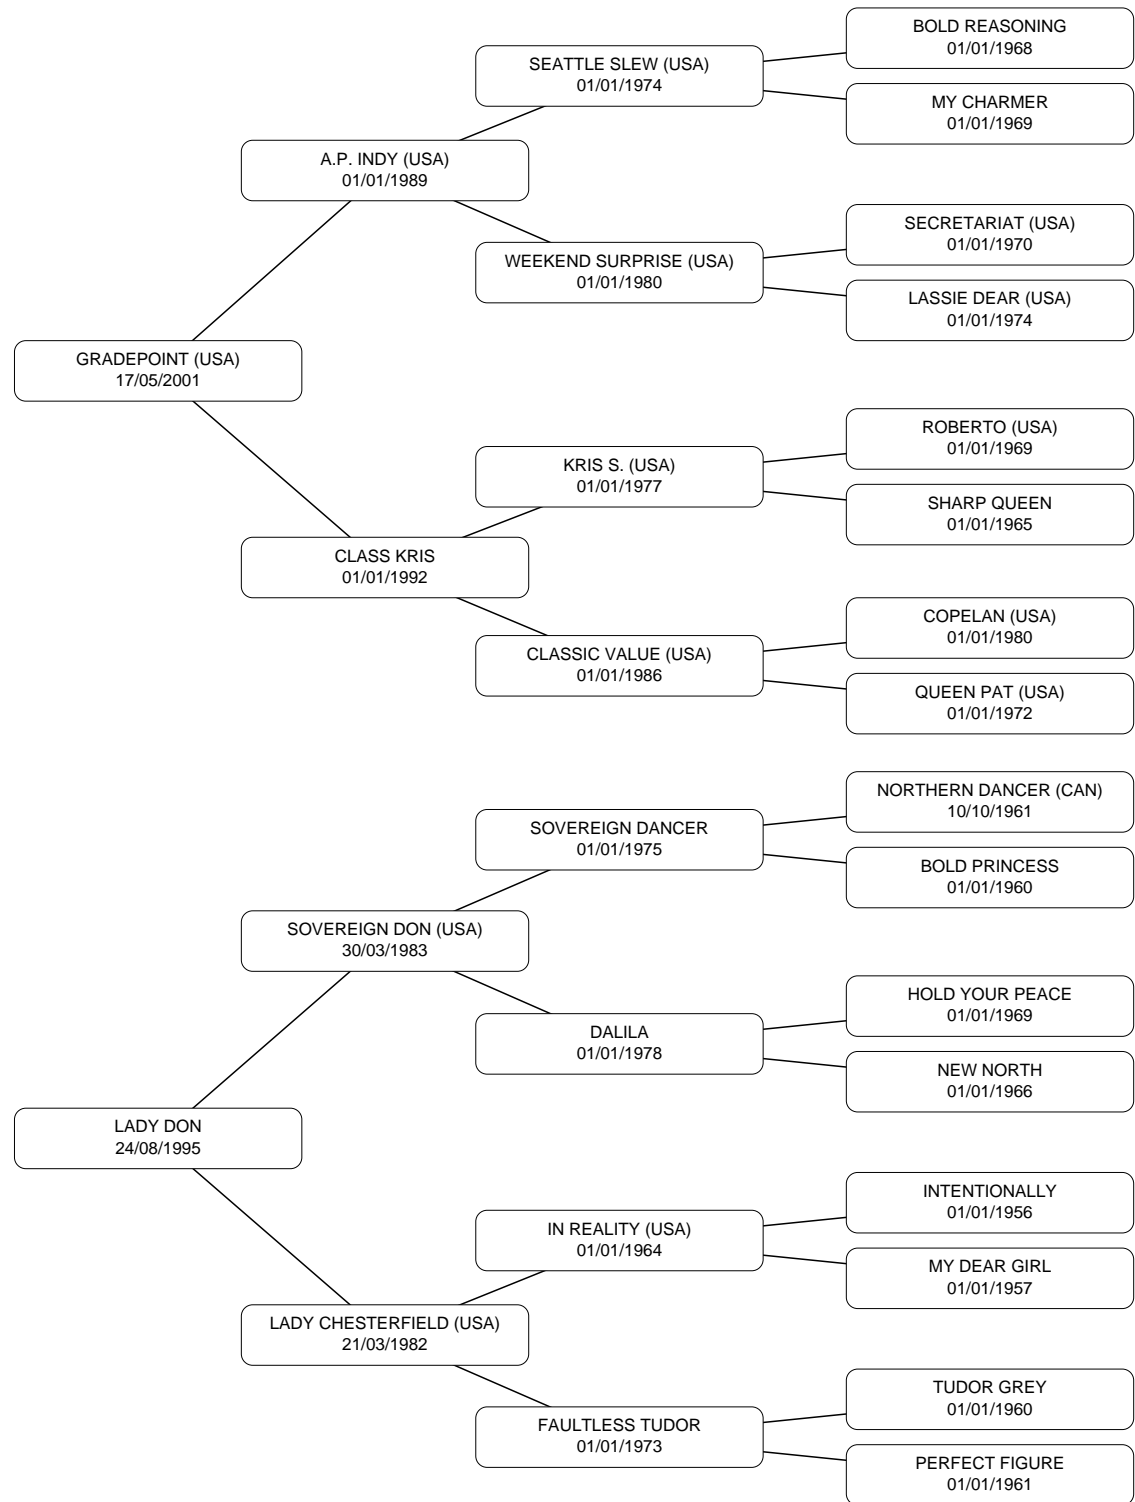 BOLD REASONING
01/01/1968
SEATTLE SLEW (USA)
01/01/1974
MY CHARMER
01/01/1969
A.P. INDY (USA)
01/01/1989
SECRETARIAT (USA)
01/01/1970
WEEKEND SURPRISE (USA)
01/01/1980
LASSIE DEAR (USA)
01/01/1974
GRADEPOINT (USA)
17/05/2001
ROBERTO (USA)
01/01/1969
KRIS S. (USA)
01/01/1977
SHARP QUEEN
01/01/1965
CLASS KRIS
01/01/1992
COPELAN (USA)
01/01/1980
CLASSIC VALUE (USA)
01/01/1986
QUEEN PAT (USA)
01/01/1972
NORTHERN DANCER (CAN)
10/10/1961
SOVEREIGN DANCER
01/01/1975
BOLD PRINCESS
01/01/1960
SOVEREIGN DON (USA)
30/03/1983
HOLD YOUR PEACE
01/01/1969
DALILA
01/01/1978
NEW NORTH
01/01/1966
LADY DON
24/08/1995
INTENTIONALLY
01/01/1956
IN REALITY (USA)
01/01/1964
MY DEAR GIRL
01/01/1957
LADY CHESTERFIELD (USA)
21/03/1982
TUDOR GREY
01/01/1960
FAULTLESS TUDOR
01/01/1973
PERFECT FIGURE
01/01/1961